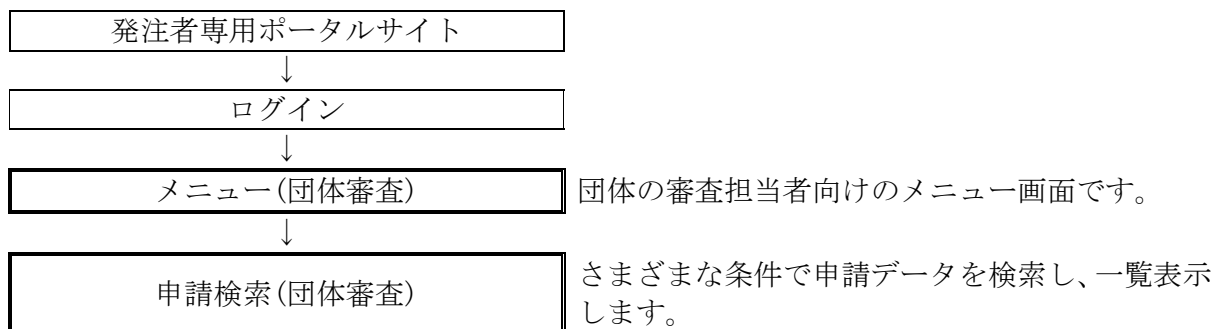 発注者専用ポータルサイト
↓
ログイン
↓
メニュー(団体審査)
団体の審査担当者向けのメニュー画面です。
↓
申請検索(団体審査)
さまざまな条件で申請データを検索し、一覧表示
します。